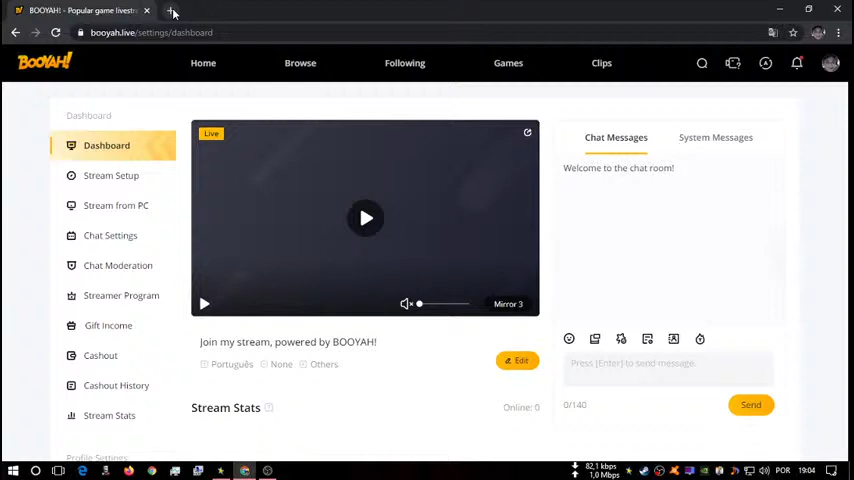 BOOYAH! - Popular game livestre
booyah.live/settings/dashboard
BOOYAH!
Home
Browse
Following
Games
Clips
Dashboard
Dashboard
Stream Setup
Stream from PC
Chat Settings
Chat Moderation
Streamer Program
Gift Income
Cashout
Cashout History
Stream Stats
Profile Settings
Live
Mirror 3
Join my stream, powered by BOOYAH!
Português
None
Others
Edit
Stream Stats
Online: 0
Chat Messages
System Messages
Welcome to the chat room!
Press [Enter] to send message.
0/140
Send
82,1 kbps
1,0 Mbps
POR
19:04